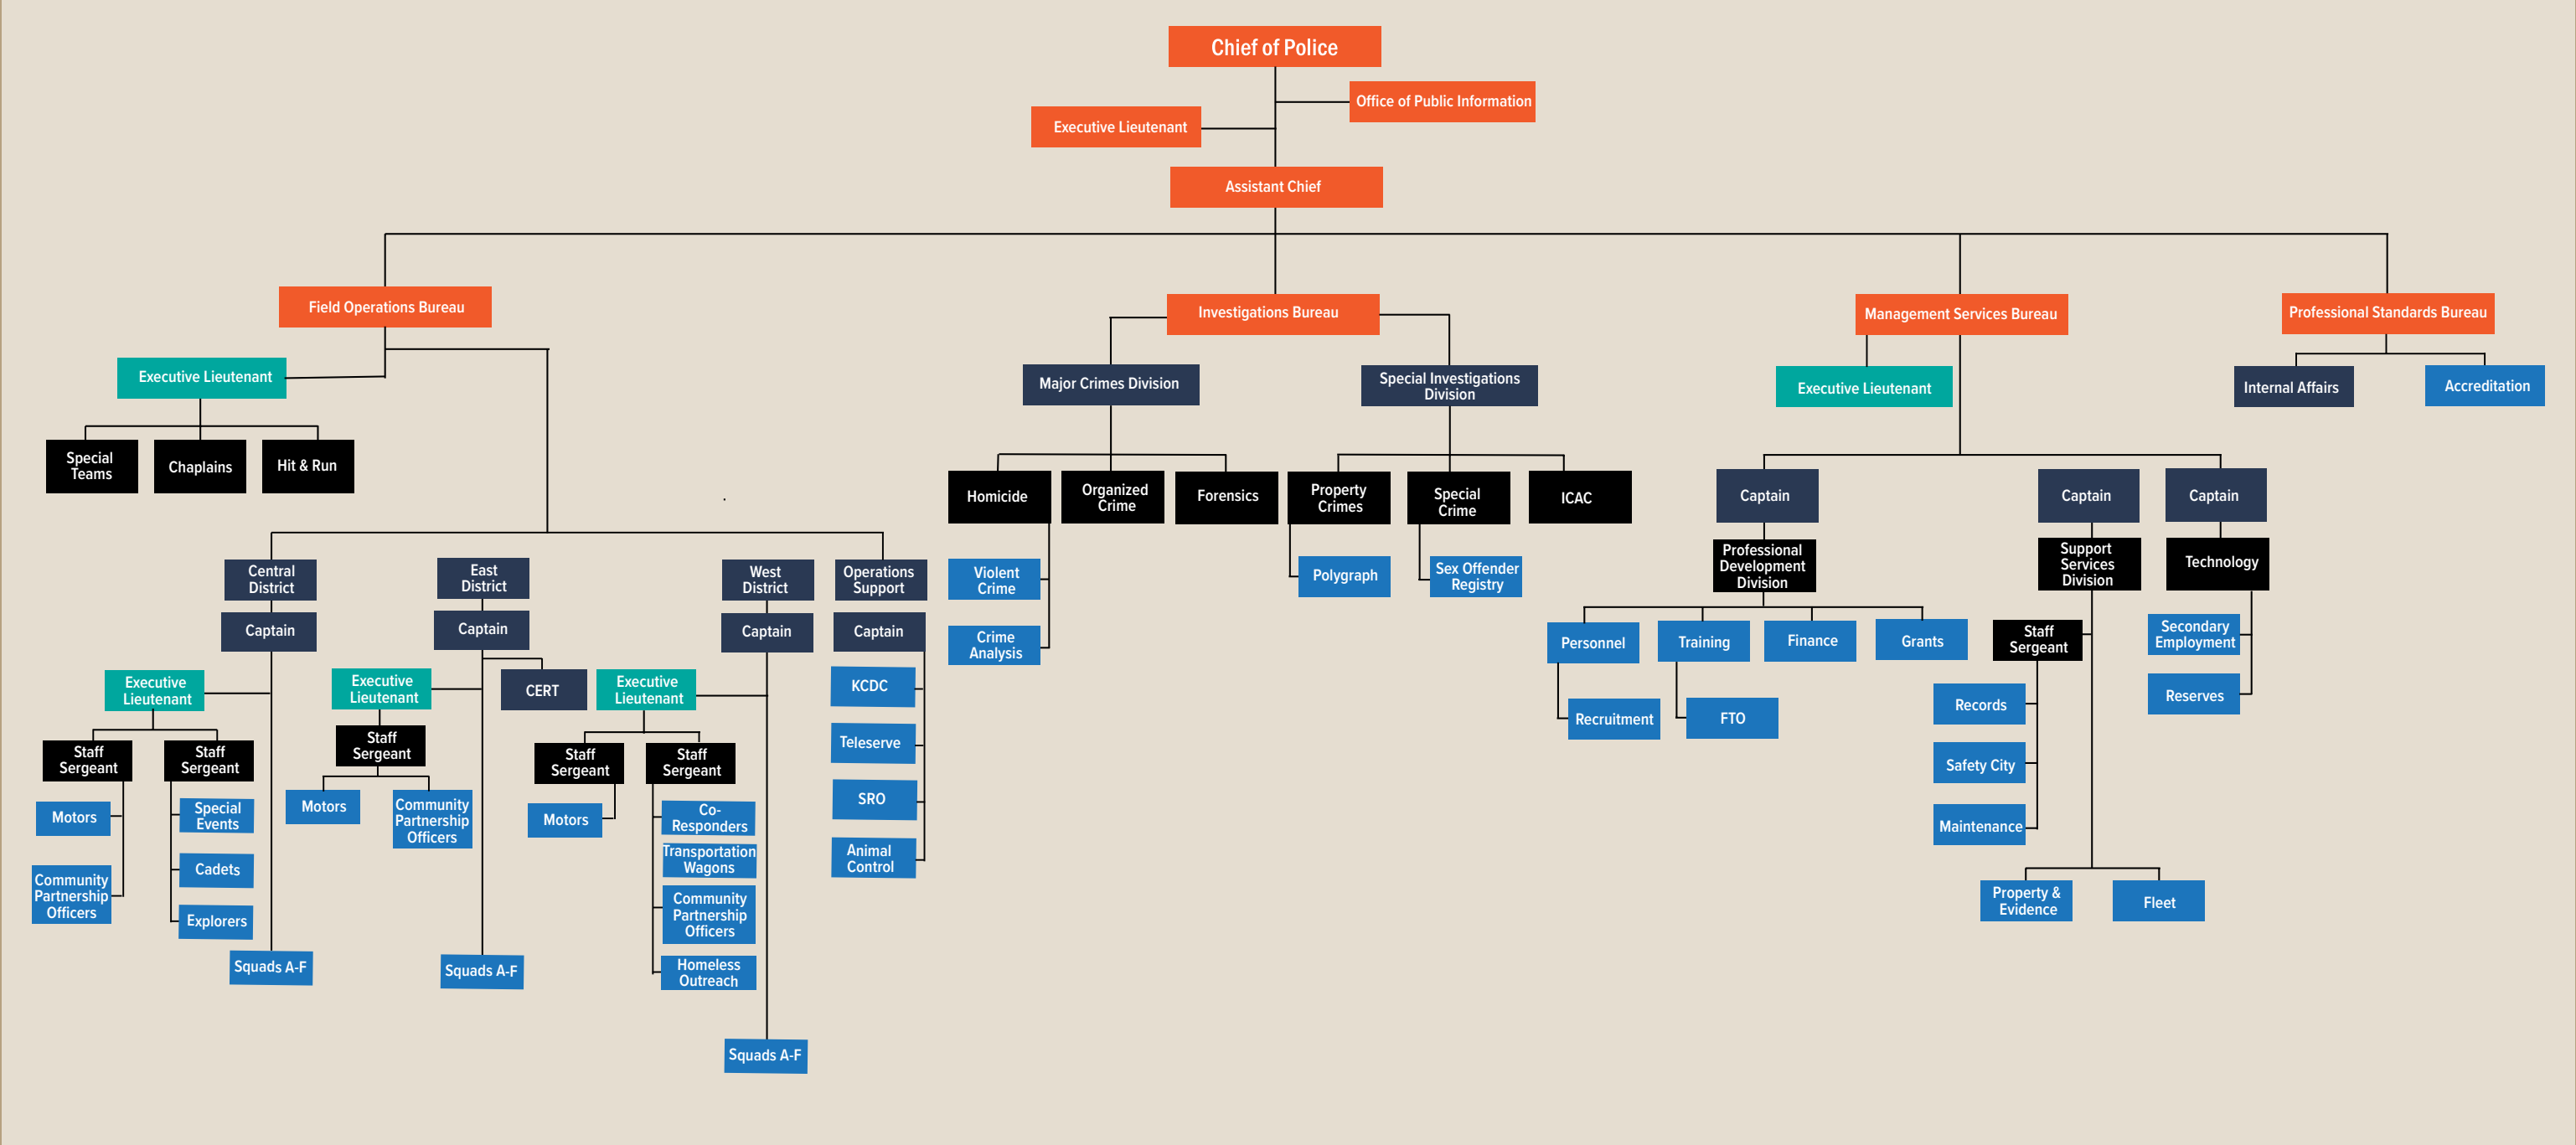 Chief of Police
Office of Public Information
Executive Lieutenant
Assistant Chief
Field Operations Bureau
Investigations Bureau
Management Services Bureau
Professional Standards Bureau
Executive Lieutenant
Special
Teams
Chaplains
Hit & Run
Central
District
Captain
Executive
Lieutenant
Staff
Sergeant
Motors
Community
Partnership
Officers
Staff
Sergeant
Special
Events
Cadets
Explorers
Squads A-F
East
District
Captain
Executive
Lieutenant
CERT
Staff
Sergeant
Motors
Community
Partnership
Officers
Squads A-F
West
District
Captain
Executive
Lieutenant
Staff
Sergeant
Motors
Staff
Sergeant
Co-
Responders
Transportation
Wagons
Community
Partnership
Officers
Homeless
Outreach
Squads A-F
Operations
Support
Captain
KCDC
Teleserve
SRO
Animal
Control
Major Crimes Division
Homicide
Violent
Crime
Crime
Analysis
Organized
Crime
Forensics
Special Investigations
Division
Property
Crimes
Polygraph
Special
Crime
Sex Offender
Registry
ICAC
Executive Lieutenant
Captain
Professional
Development
Division
Personnel
Recruitment
Training
FTO
Finance
Grants
Captain
Support
Services
Division
Staff
Sergeant
Records
Safety City
Maintenance
Property &
Evidence
Fleet
Captain
Technology
Secondary
Employment
Reserves
Internal Affairs
Accreditation